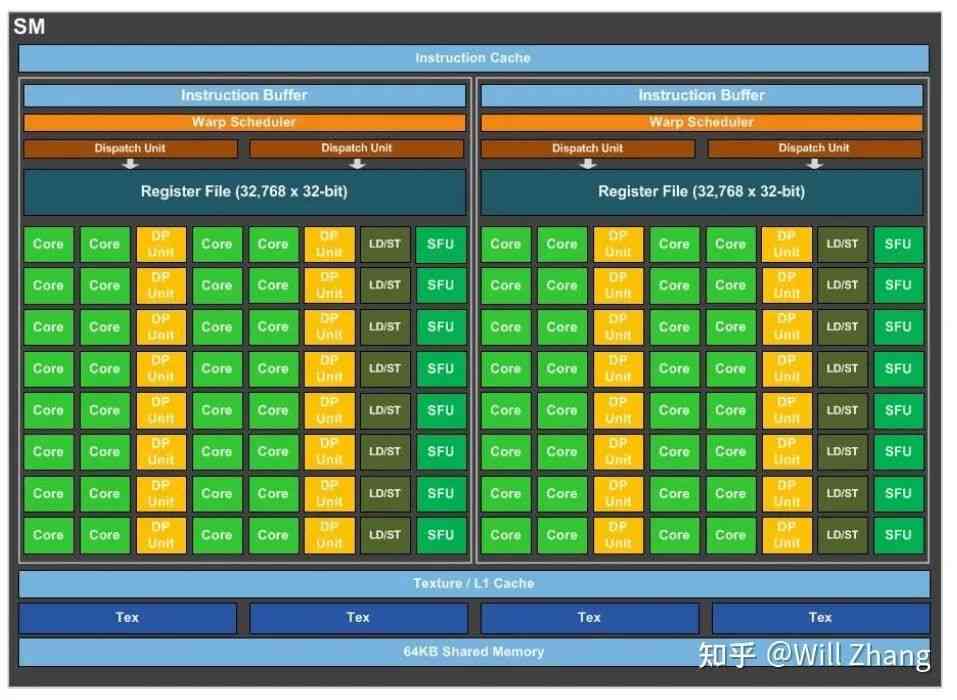 SM
Instruction Cache
Instruction Buffer Instruction Buffer
Warp Scheduler Warp Scheduler
Dispatch Unit Dispatch Unit Dispatch Unit Dispatch Unit
Register File (32,768 x 32-bit) Register File (32,768 x 32-bit)
Core Core DP Unit Core Core DP Unit LD/ST SFU Core Core DP Unit Core Core DP Unit LD/ST SFU
Core Core DP Unit Core Core DP Unit LD/ST SFU Core Core DP Unit Core Core DP Unit LD/ST SFU
Core Core DP Unit Core Core DP Unit LD/ST SFU Core Core DP Unit Core Core DP Unit LD/ST SFU
Core Core DP Unit Core Core DP Unit LD/ST SFU Core Core DP Unit Core Core DP Unit LD/ST SFU
Core Core DP Unit Core Core DP Unit LD/ST SFU Core Core DP Unit Core Core DP Unit LD/ST SFU
Core Core DP Unit Core Core DP Unit LD/ST SFU Core Core DP Unit Core Core DP Unit LD/ST SFU
Core Core DP Unit Core Core DP Unit LD/ST SFU Core Core DP Unit Core Core DP Unit LD/ST SFU
Core Core DP Unit Core Core DP Unit LD/ST SFU Core Core DP Unit Core Core DP Unit LD/ST SFU
Texture / L1 Cache
Tex Tex Tex Tex
64KB Shared Memory
知乎 @Will Zhang